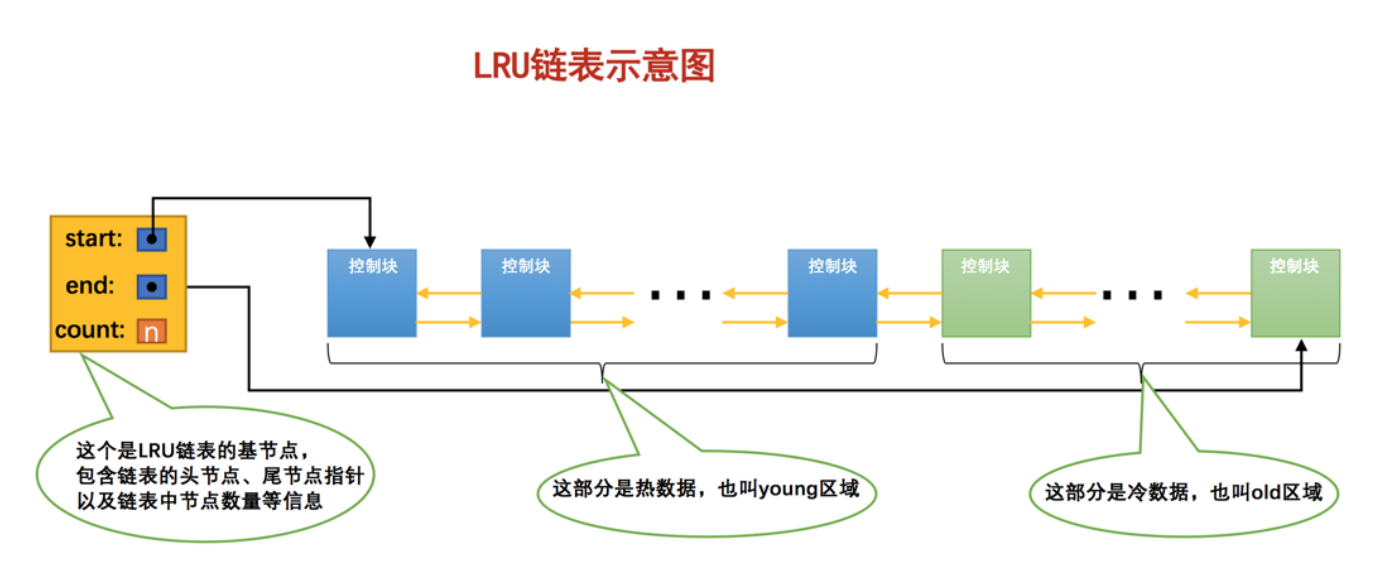 LRU链表示意图
start:
end:
count: n
控制块
控制块
控制块
控制块
控制块
这个是LRU链表的基节点，
包含链表的头节点、尾节点指针
以及链表中节点数量等信息
这部分是热数据，也叫young区域
这部分是冷数据，也叫old区域